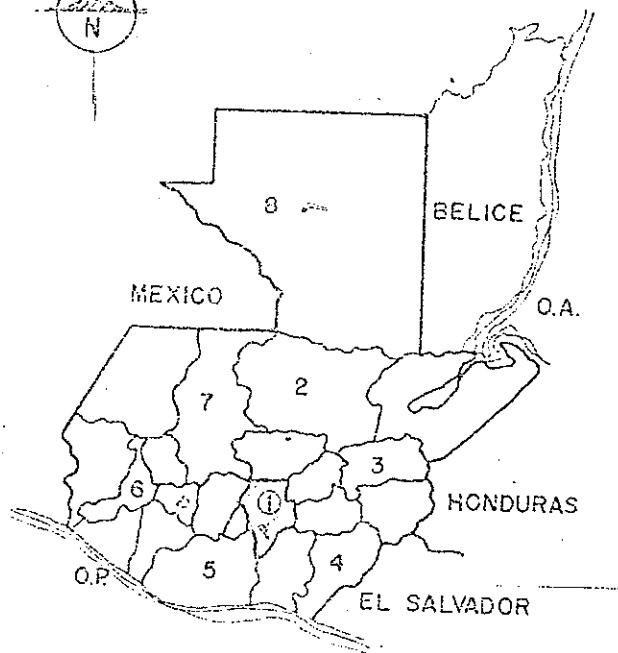 N
8
BELICE
MEXICO
O.A.
7
2
3
6
1
HONDURAS
O.P.
5
4
EL SALVADOR